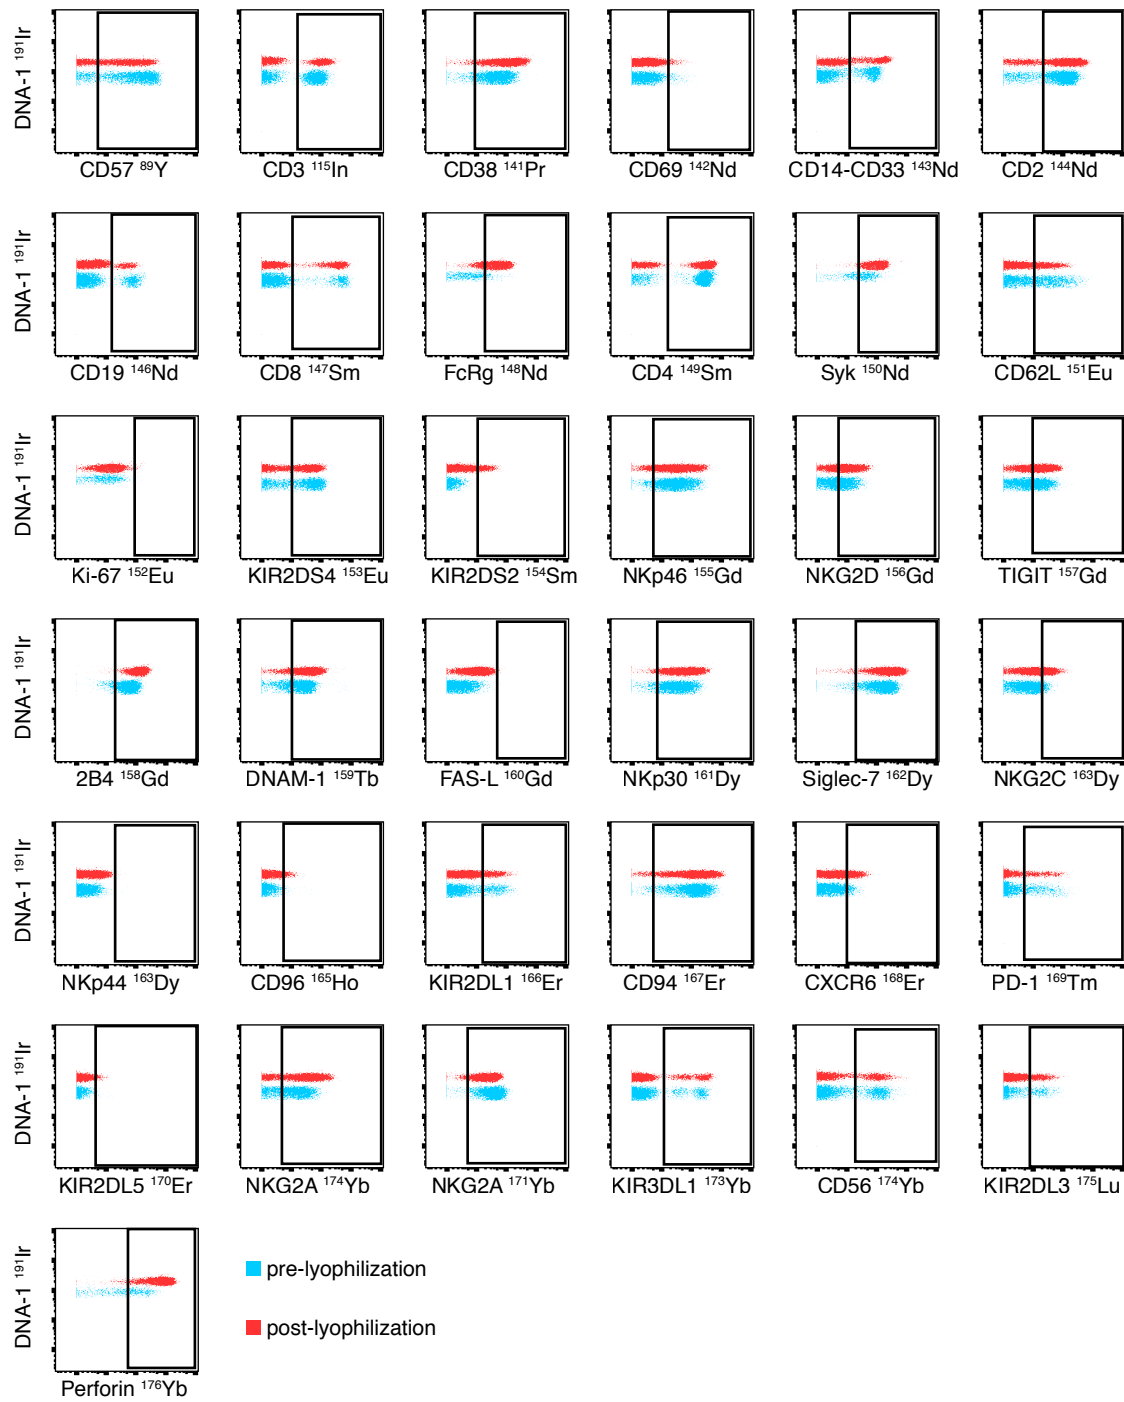 DNA-1 ¹⁹¹Ir
CD57 ⁸⁹Y
CD3 ¹¹⁵In
CD38 ¹⁴¹Pr
CD69 ¹⁴²Nd
CD14-CD33 ¹⁴³Nd
CD2 ¹⁴⁴Nd
DNA-1 ¹⁹¹Ir
CD19 ¹⁴⁶Nd
CD8 ¹⁴⁷Sm
FcRg ¹⁴⁸Nd
CD4 ¹⁴⁹Sm
Syk ¹⁵⁰Nd
CD62L ¹⁵¹Eu
DNA-1 ¹⁹¹Ir
Ki-67 ¹⁵²Eu
KIR2DS4 ¹⁵³Eu
KIR2DS2 ¹⁵⁴Sm
NKp46 ¹⁵⁵Gd
NKG2D ¹⁵⁶Gd
TIGIT ¹⁵⁷Gd
DNA-1 ¹⁹¹Ir
2B4 ¹⁵⁸Gd
DNAM-1 ¹⁵⁹Tb
FAS-L ¹⁶⁰Gd
NKp30 ¹⁶¹Dy
Siglec-7 ¹⁶²Dy
NKG2C ¹⁶³Dy
DNA-1 ¹⁹¹Ir
NKp44 ¹⁶³Dy
CD96 ¹⁶⁵Ho
KIR2DL1 ¹⁶⁶Er
CD94 ¹⁶⁷Er
CXCR6 ¹⁶⁸Er
PD-1 ¹⁶⁹Tm
DNA-1 ¹⁹¹Ir
KIR2DL5 ¹⁷⁰Er
NKG2A ¹⁷⁴Yb
NKG2A ¹⁷¹Yb
KIR3DL1 ¹⁷³Yb
CD56 ¹⁷⁴Yb
KIR2DL3 ¹⁷⁵Lu
DNA-1 ¹⁹¹Ir
Perforin ¹⁷⁶Yb
pre-lyophilization
post-lyophilization